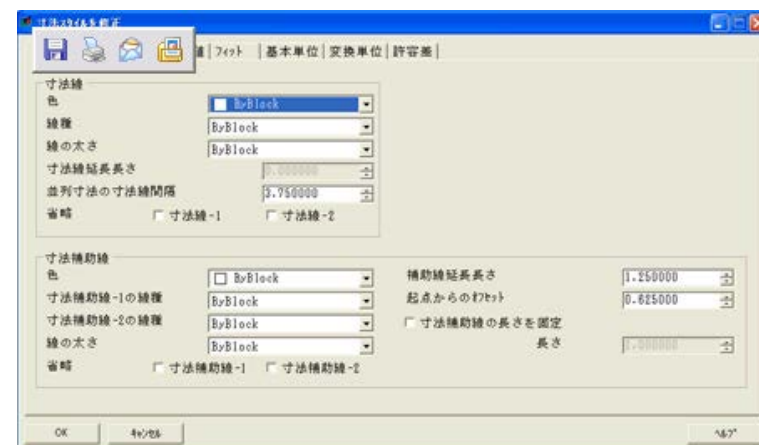 寸法スタイルを修正
フィット 基本単位 変換単位 許容差
寸法線
色 ByBlock
線種 ByBlock
線の太さ ByBlock
寸法線延長長さ 0.000000
並列寸法の寸法線間隔 3.750000
省略 寸法線-1 寸法線-2
寸法補助線
色 ByBlock 補助線延長長さ 1.250000
寸法補助線-1の線種 ByBlock 起点からのオフセット 0.625000
寸法補助線-2の線種 ByBlock 寸法補助線の長さを固定
線の太さ ByBlock 長さ 1.000000
省略 寸法補助線-1 寸法補助線-2
OK キャンセル ヘルプ